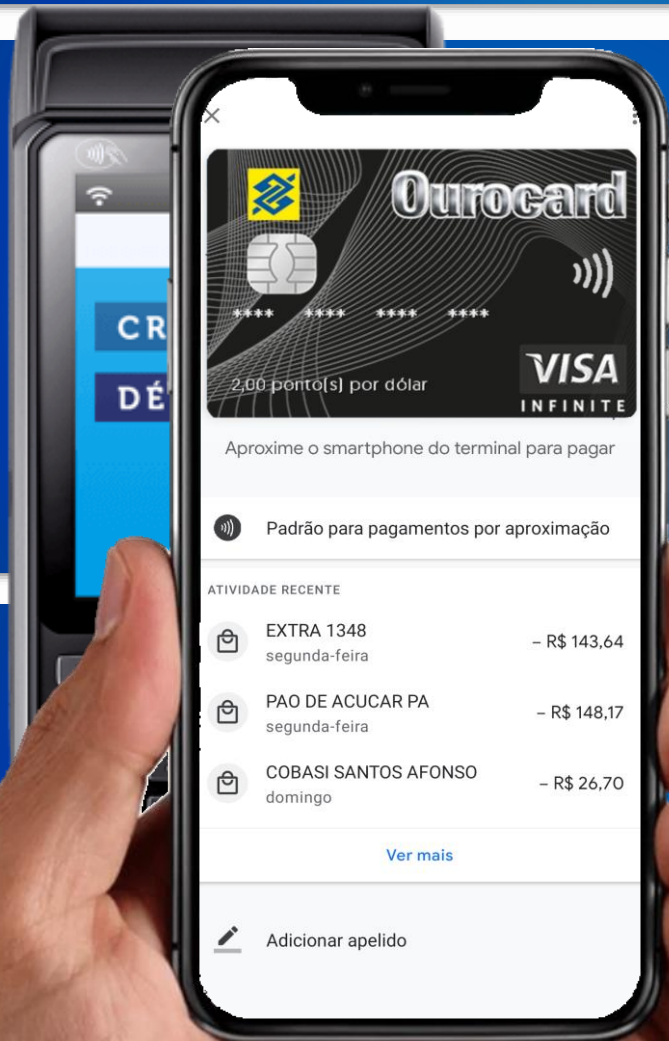 Ourocard
**** **** **** ****
2,00 ponto(s) por dólar
VISA
INFINITE
Aproxime o smartphone do terminal para pagar
CR
DÉ
Padrão para pagamentos por aproximação
ATIVIDADE RECENTE
EXTRA 1348
– R$ 143,64
segunda-feira
PAO DE ACUCAR PA
– R$ 148,17
segunda-feira
COBASI SANTOS AFONSO
– R$ 26,70
domingo
Ver mais
Adicionar apelido